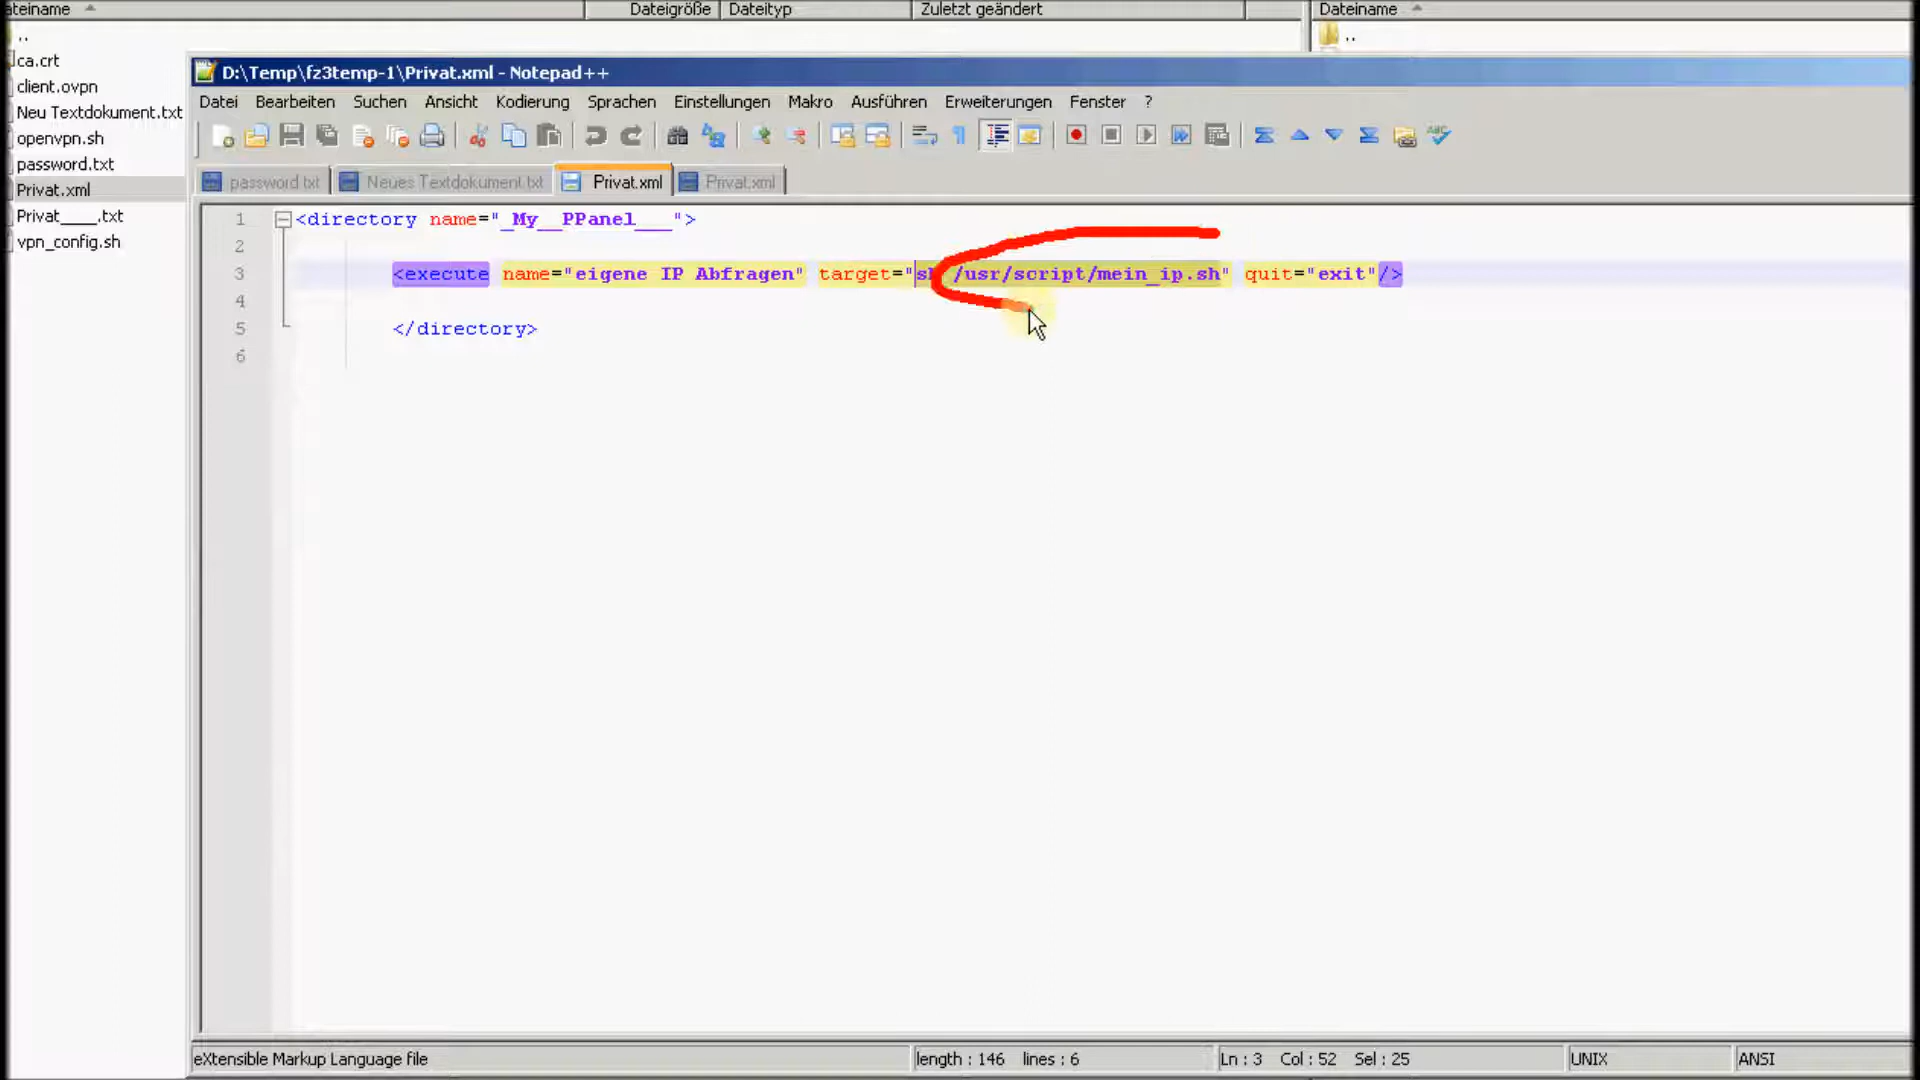 ateiname
Dateigröße
Dateityp
Zuletzt geändert
Dateiname
..
..
ca.crt
client.ovpn
Neu Textdokument.txt
openvpn.sh
password.txt
Privat.xml
Privat____.txt
vpn_config.sh
D:\Temp\fz3temp-1\Privat.xml - Notepad++
Datei Bearbeiten Suchen Ansicht Kodierung Sprachen Einstellungen Makro Ausführen Erweiterungen Fenster ?
password.txt
Neues Textdokument.txt
Privat.xml
Privat.xml
1 <directory name="_My__PPanel___">
2
3 <execute name="eigene IP Abfragen" target="sh /usr/script/mein_ip.sh" quit="exit"/>
4
5 </directory>
6
eXtensible Markup Language file
length : 146 lines : 6
Ln : 3 Col : 52 Sel : 25
UNIX
ANSI